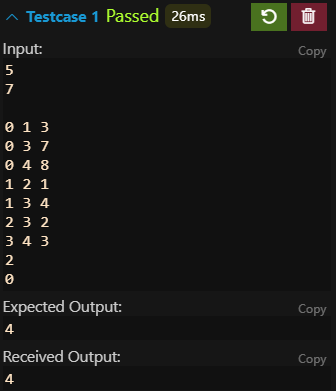 Testcase 1 Passed 26ms
Input:
Copy
5
7

0 1 3
0 3 7
0 4 8
1 2 1
1 3 4
2 3 2
3 4 3
2
0
Expected Output:
Copy
4
Received Output:
Copy
4